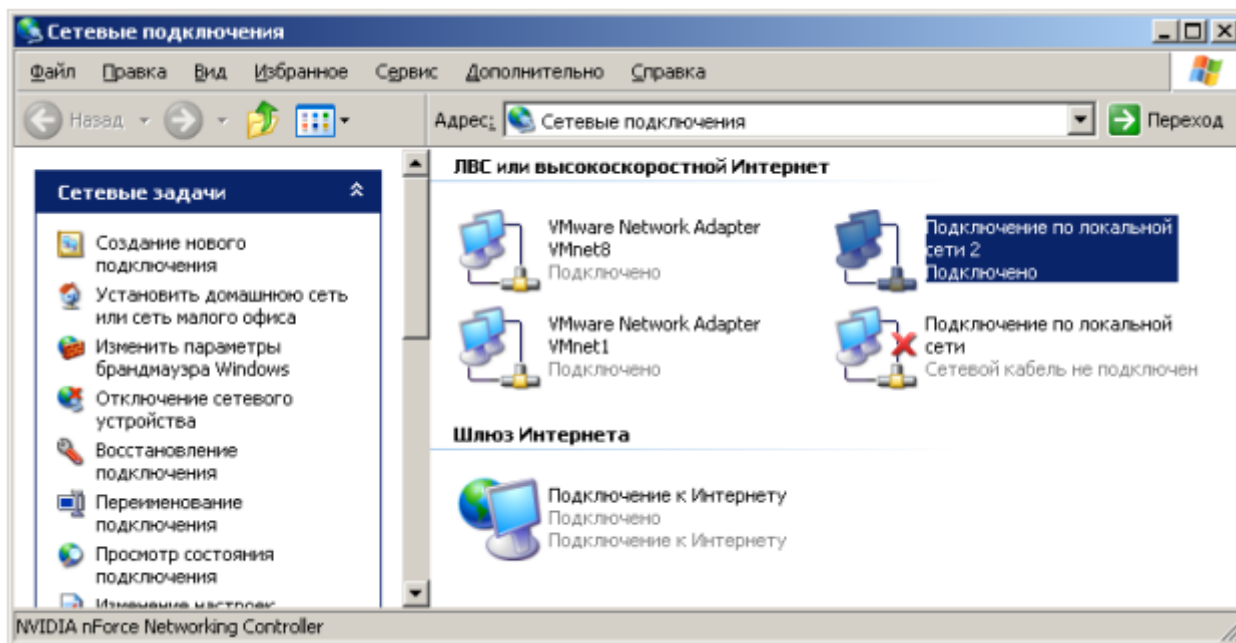 Сетевые подключения
Файл Правка Вид Избранное Сервис Дополнительно Справка
Назад Адрес: Сетевые подключения Переход
Сетевые задачи
Создание нового
подключения
Установить домашнюю сеть
или сеть малого офиса
Изменить параметры
брандмауэра Windows
Отключение сетевого
устройства
Восстановление
подключения
Переименование
подключения
Просмотр состояния
подключения
Изменение настроек
ЛВС или высокоскоростной Интернет
VMware Network Adapter
VMnet8
Подключено
Подключение по локальной
сети 2
Подключено
VMware Network Adapter
VMnet1
Подключено
Подключение по локальной
сети
Сетевой кабель не подключен
Шлюз Интернета
Подключение к Интернету
Подключено
Подключение к Интернету
NVIDIA nForce Networking Controller